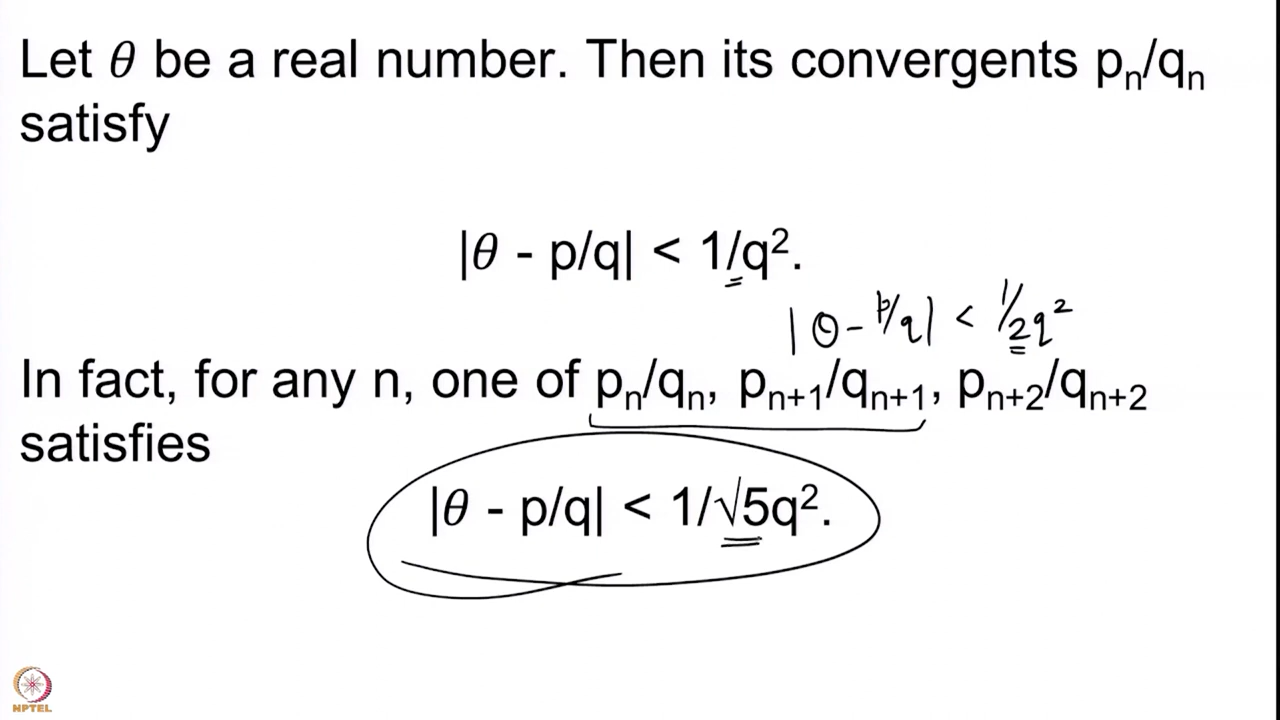 Let θ be a real number. Then its convergents pₙ/qₙ
satisfy
|θ - p/q| < 1/q².
|θ - p/q| < 1/2q²
In fact, for any n, one of pₙ/qₙ, pₙ₊₁/qₙ₊₁, pₙ₊₂/qₙ₊₂
satisfies
|θ - p/q| < 1/√5q².
NPTEL